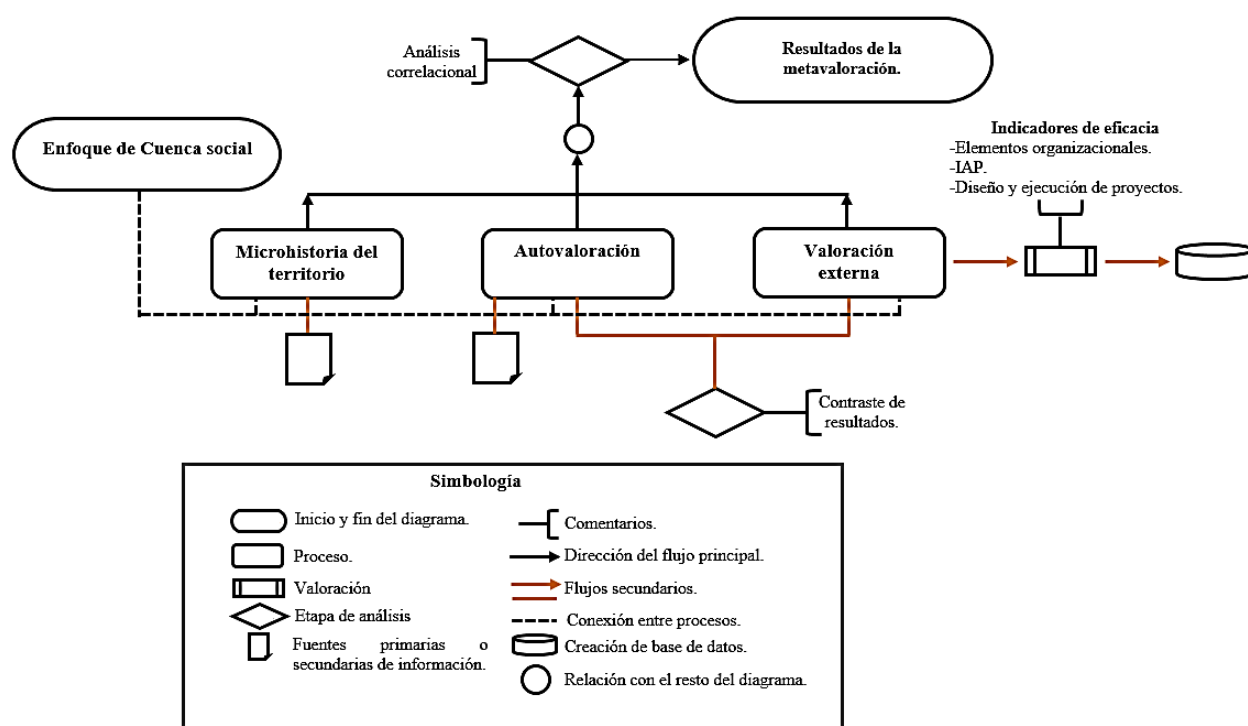 Análisis
correlacional
Resultados de la
metavaloración.
Enfoque de Cuenca social
Indicadores de eficacia
-Elementos organizacionales.
-IAP.
-Diseño y ejecución de proyectos.
Microhistoria del
territorio
Autovaloración
Valoración
externa
Contraste de
resultados.
Simbología
Inicio y fin del diagrama.
Proceso.
Valoración
Etapa de análisis
Fuentes primarias o
secundarias de información.
Comentarios.
Dirección del flujo principal.
Flujos secundarios.
Conexión entre procesos.
Creación de base de datos.
Relación con el resto del diagrama.